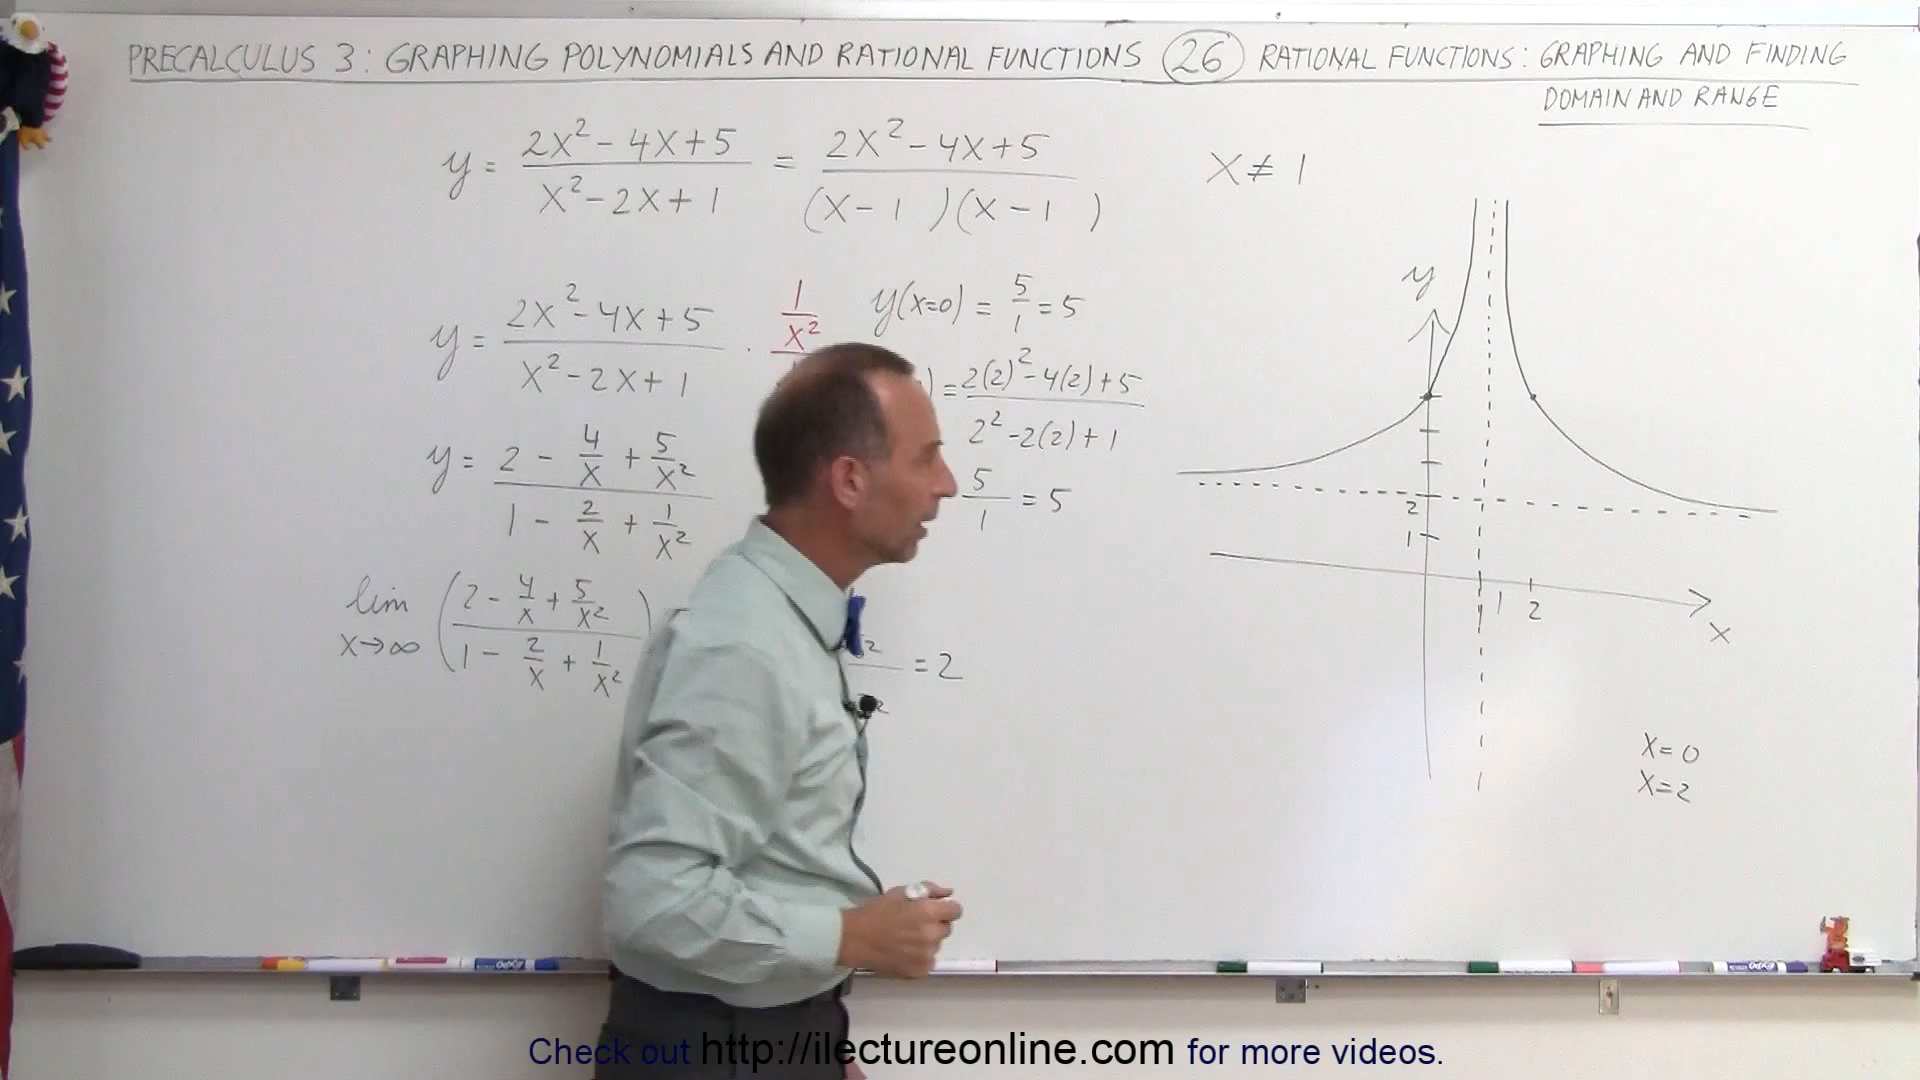 PRECALCULUS 3: GRAPHING POLYNOMIALS AND RATIONAL FUNCTIONS (26) RATIONAL FUNCTIONS: GRAPHING AND FINDING
DOMAIN AND RANGE
y = (2x² - 4x + 5)/(x² - 2x + 1) = (2x² - 4x + 5)/((x - 1)(x - 1))
x ≠ 1
y = (2x² - 4x + 5)/(x² - 2x + 1) · 1/x²
y = (2 - 4/x + 5/x²)/(1 - 2/x + 1/x²)
lim x→∞ ((2 - 4/x + 5/x²)/(1 - 2/x + 1/x²))
= 2
y(x=0) = 5/1 = 5
) = (2(2)² - 4(2) + 5)/(2² - 2(2) + 1)
5/1 = 5
y
2
1
1 2
x
x = 0
x = 2
OXPO
Check out http://ilectureonline.com for more videos.